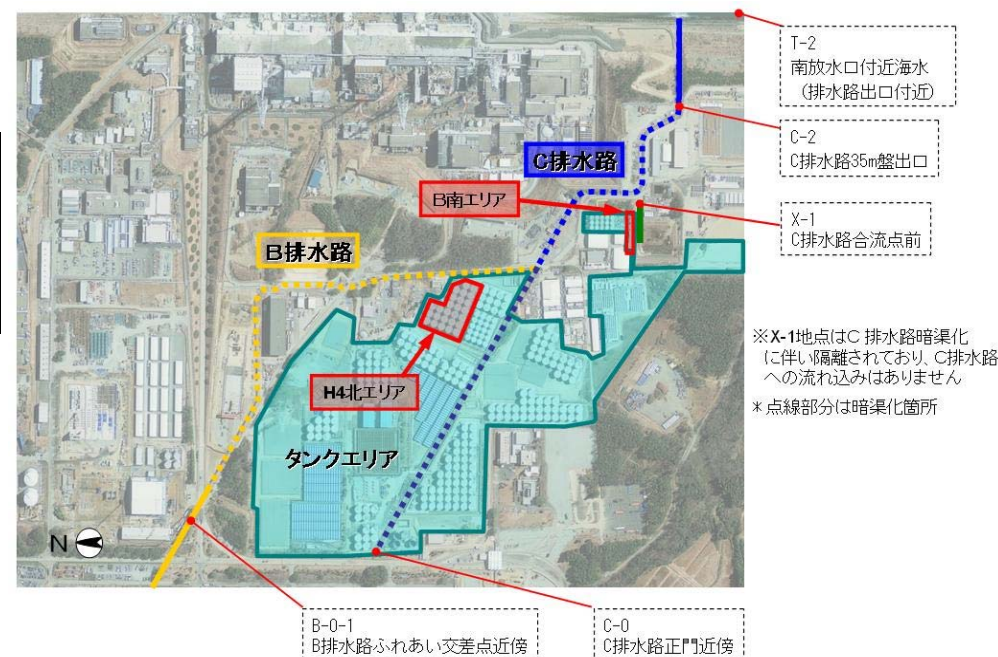 T-2
南放水口付近海水
（排水路出口付近）
C-2
C排水路35m盤出口
C排水路
B南エリア
X-1
C排水路合流点前
B排水路
※X-1地点はC 排水路暗渠化
に伴い隔離されており、C排水路
への流れ込みはありません
＊点線部分は暗渠化箇所
H4北エリア
タンクエリア
N
B-0-1
B排水路ふれあい交差点近傍
C-0
C排水路正門近傍